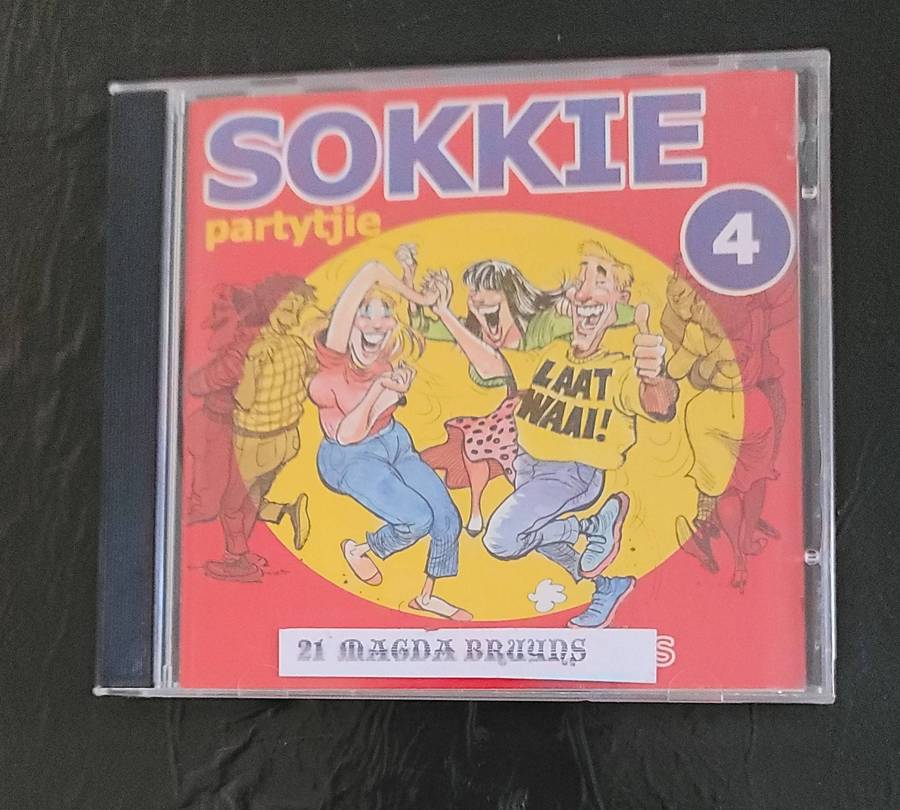 SOKKIE
partytjie
4
LAAT
WAAI!
21 MAGDA BRUYNS
S